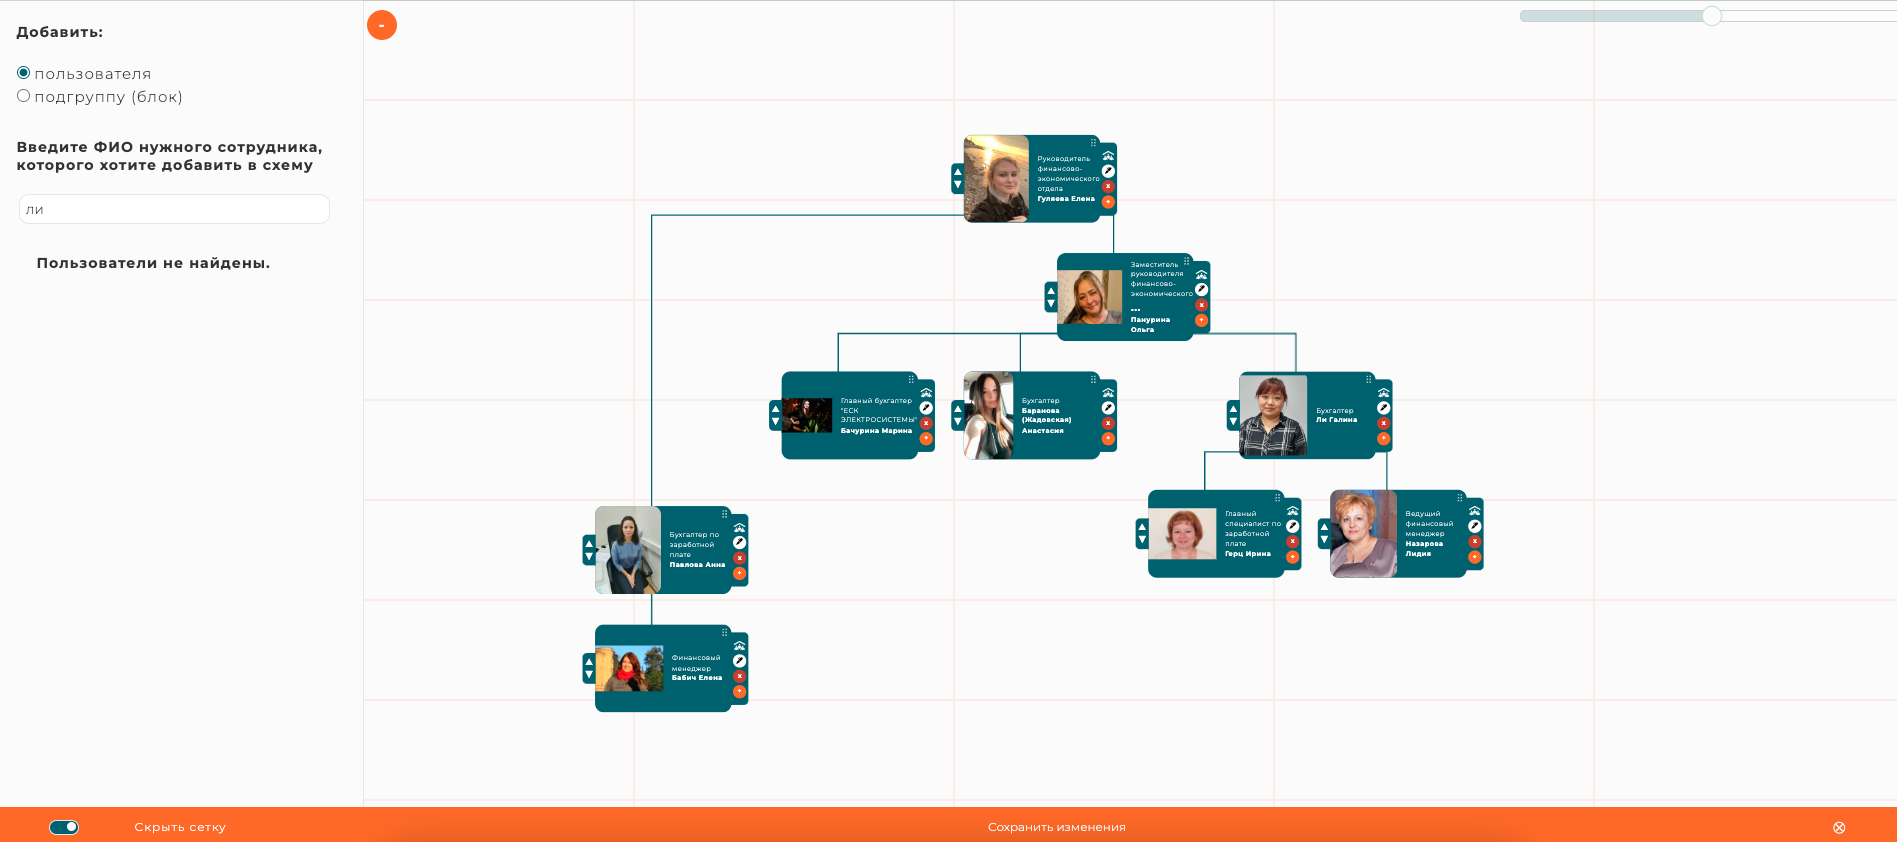 Добавить:
пользователя
подгруппу (блок)
Введите ФИО нужного сотрудника,
которого хотите добавить в схему
ли
Пользователи не найдены.
-
Руководитель
финансово-
экономического
отдела
Гуляева Елена
Заместитель
руководителя
финансово-
экономического
...
Панурина
Ольга
Главный бухгалтер
"ЕСК
ЭЛЕКТРОСИСТЕМЫ"
Бачурина Марина
Бухгалтер
Баранова
(Жадовская)
Анастасия
Бухгалтер
Ли Галина
Бухгалтер по
заработной
плате
Павлова Анна
Главный
специалист по
заработной
плате
Герц Ирина
Ведущий
финансовый
менеджер
Назарова
Лидия
Финансовый
менеджер
Бабич Елена
Скрыть сетку
Сохранить изменения